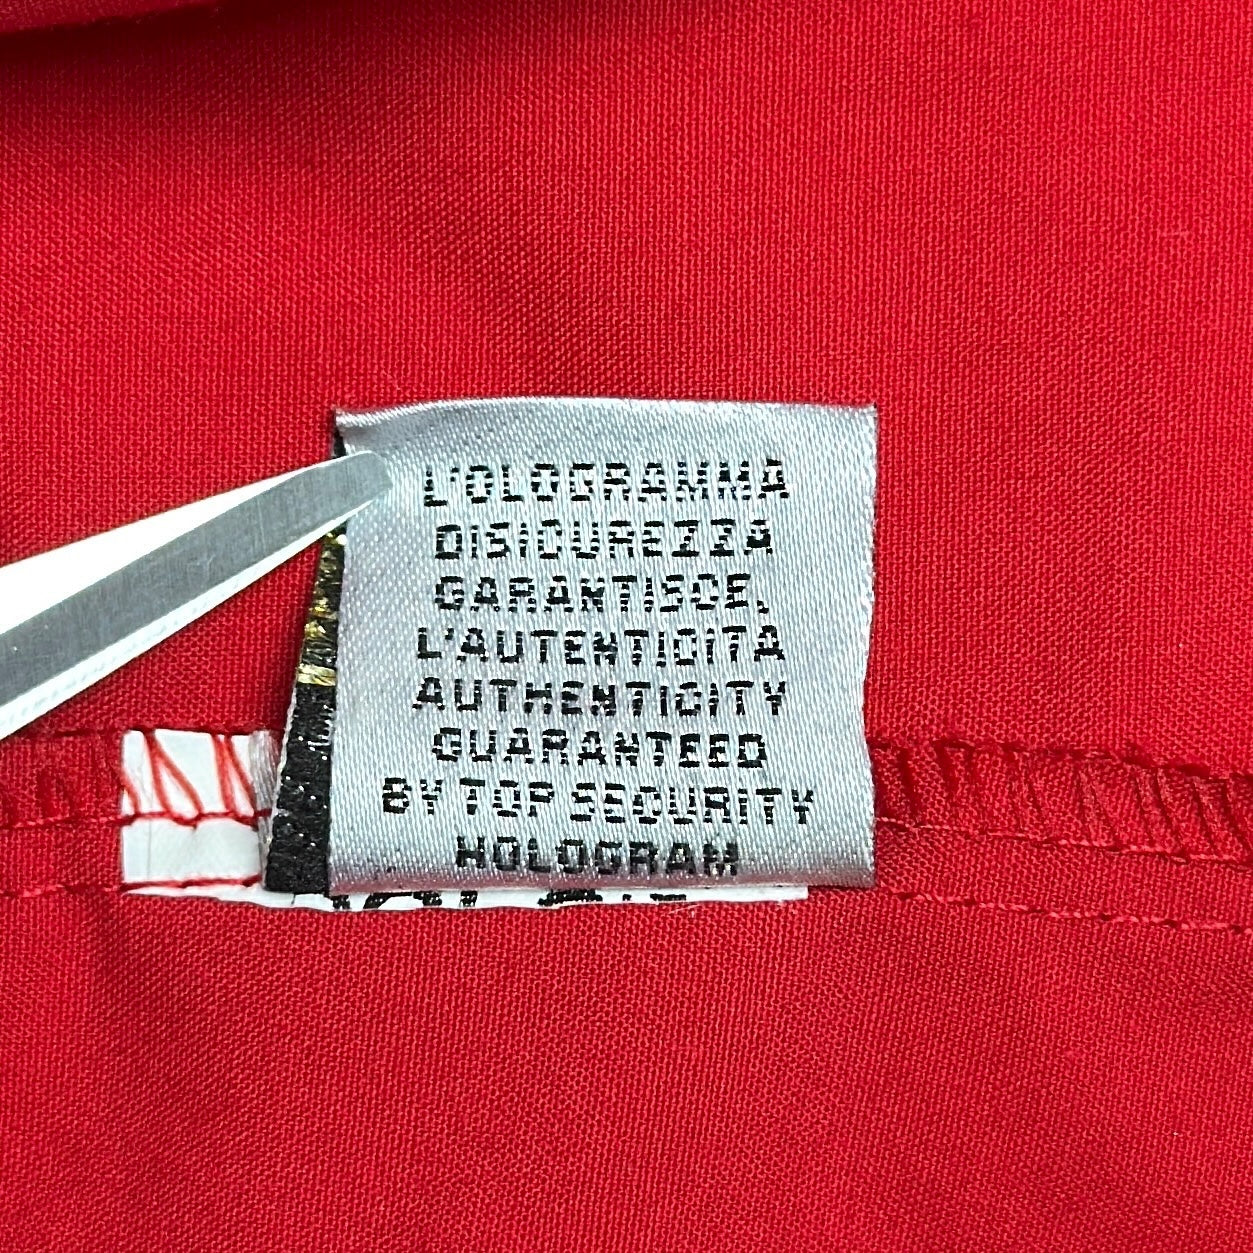 L'OLOGRAMMA
DISICUREZZA
GARANTISCE,
L'AUTENTICITA
AUTHENTICITY
GUARANTEED
BY TOP SECURITY
HOLOGRAM